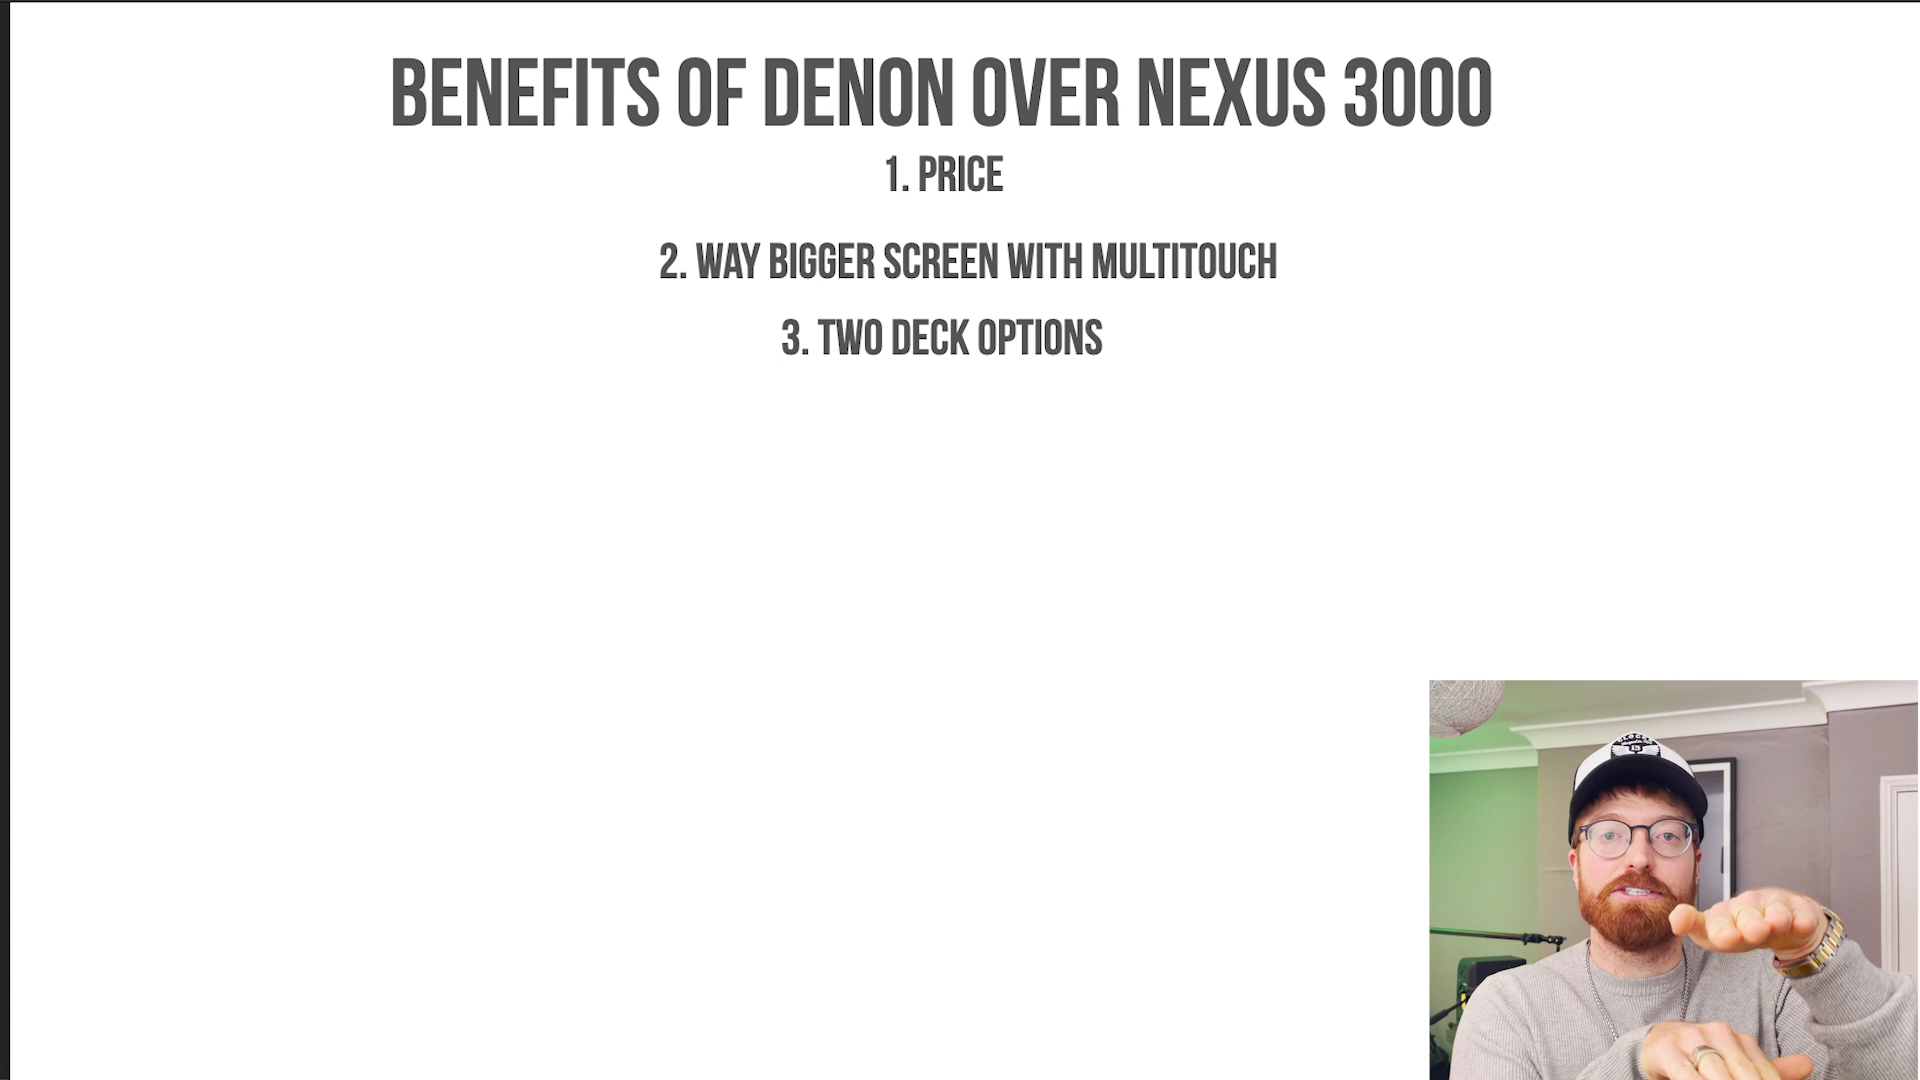 BENEFITS OF DENON OVER NEXUS 3000
1. PRICE
2. WAY BIGGER SCREEN WITH MULTITOUCH
3. TWO DECK OPTIONS